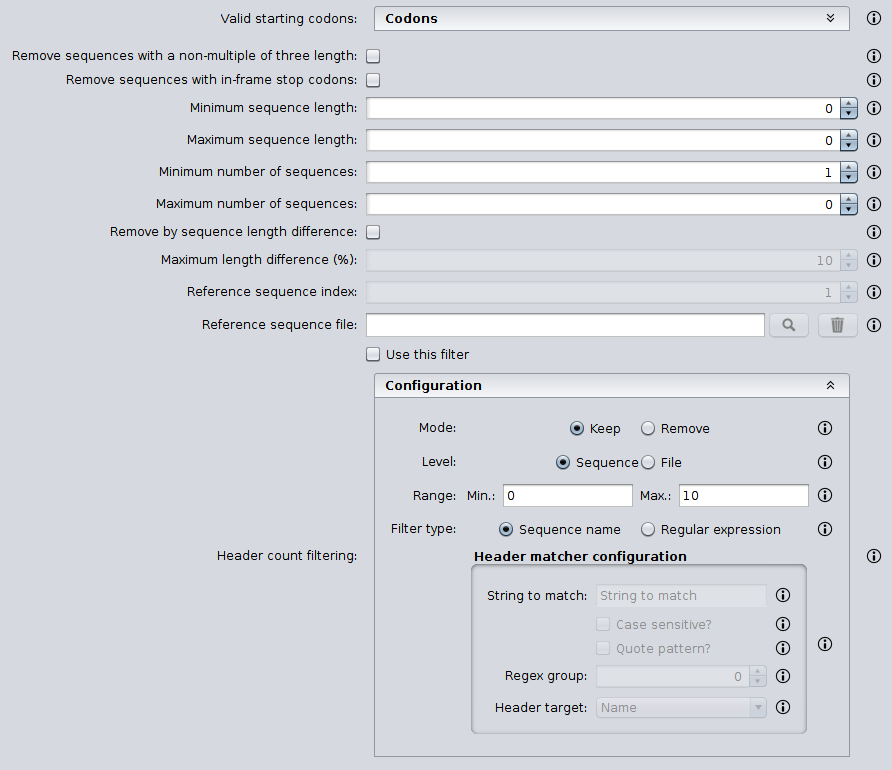 Valid starting codons: Codons
Remove sequences with a non-multiple of three length:
Remove sequences with in-frame stop codons:
Minimum sequence length: 0
Maximum sequence length: 0
Minimum number of sequences: 1
Maximum number of sequences: 0
Remove by sequence length difference:
Maximum length difference (%): 10
Reference sequence index: 1
Reference sequence file:
Use this filter
Configuration
Mode: Keep Remove
Level: Sequence File
Range: Min.: 0 Max.: 10
Filter type: Sequence name Regular expression
Header count filtering: Header matcher configuration
String to match: String to match
Case sensitive?
Quote pattern?
Regex group: 0
Header target: Name